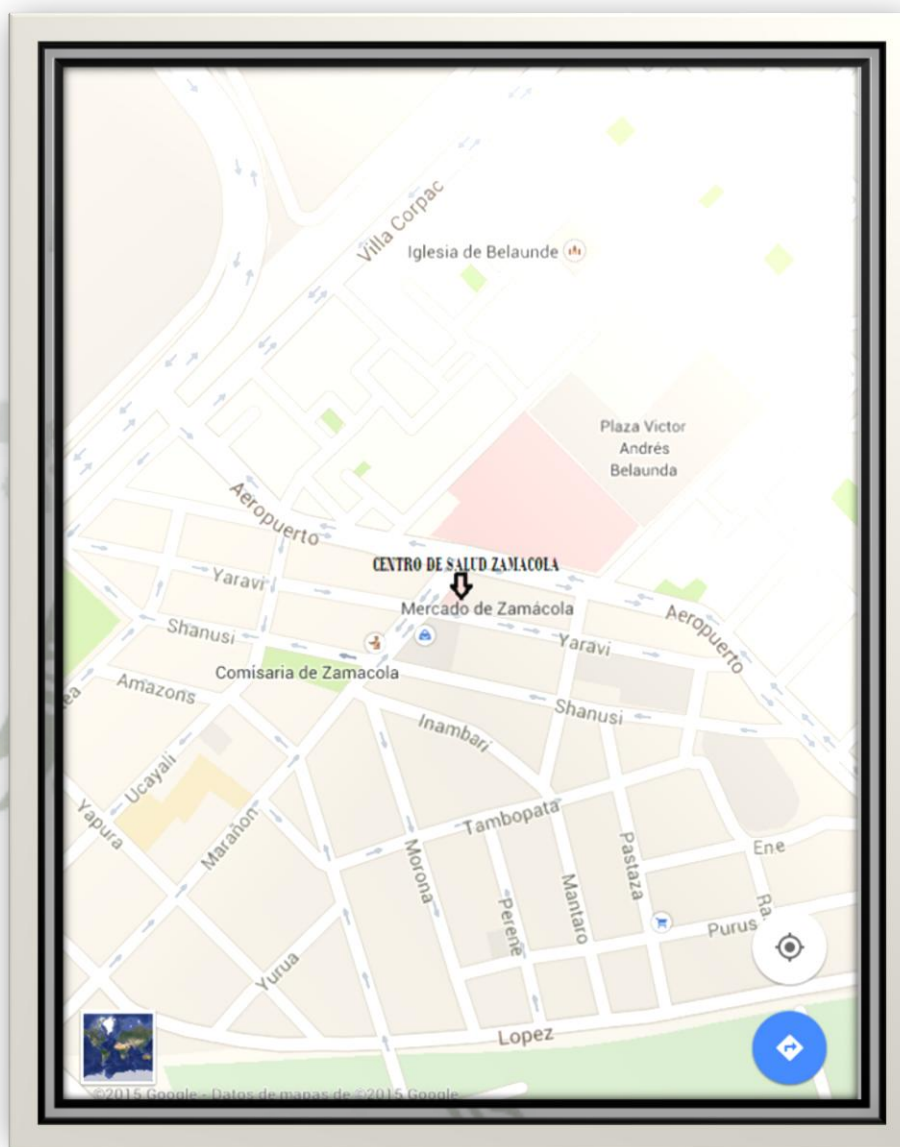 Villa Corpac
Iglesia de Belaunde
Plaza Victor
Andrés
Belaunda
Aeropuerto
CENTRO DE SALUD ZAMACOLA
Yaravi
Mercado de Zamácola
Aeropuerto
Shanusi
Yaravi
Comisaria de Zamacola
Amazons
ea
Shanusi
Inambari
Ucayali
Yapura
Marañon
Tambopata
Morona
Pastaza
Ene
Mantaro
Perene
Ra
Purus
Yurua
Lopez
©2015 Google - Datos de mapas de ©2015 Google